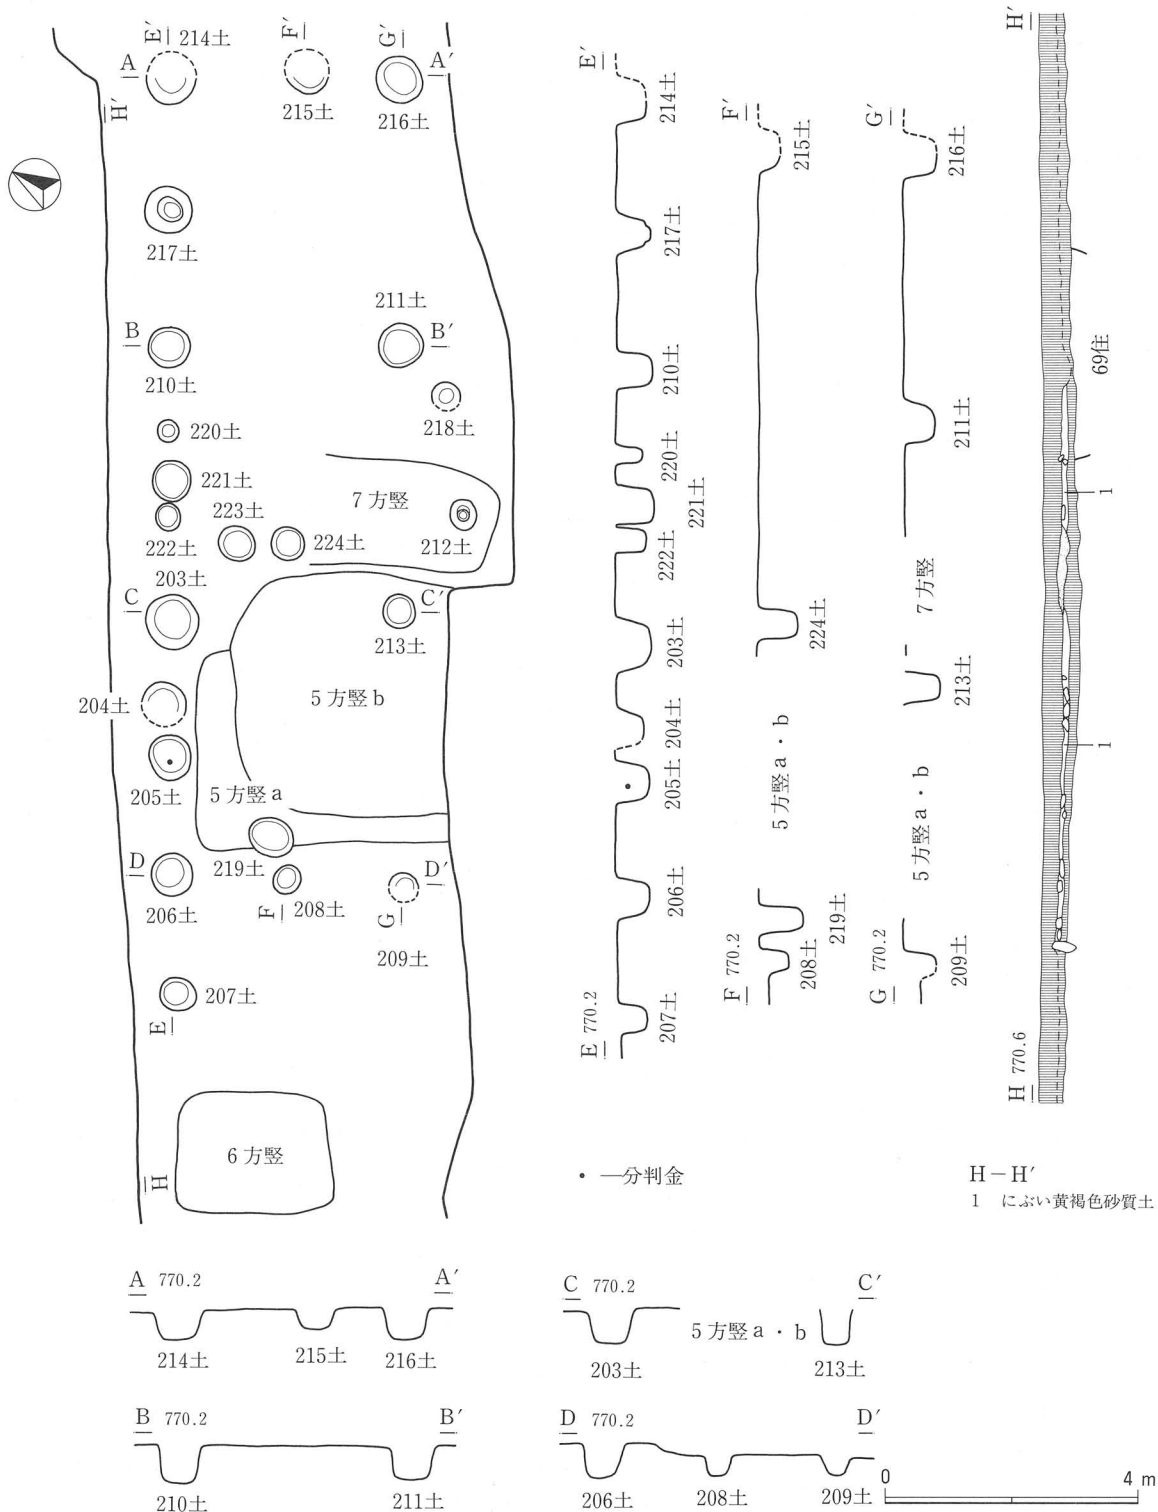 E′ 214土
F′
G′
A
A′
H′
215土
216土
217土
211土
B
B′
210土
218土
220土
221土
7方竪
223土
222土
224土
212土
203土
C
C′
213土
204土
5方竪b
205土
5方竪a
D
219土
D′
206土
F
208土
G
209土
207土
E
6方竪
H
E′
214土
217土
210土
220土
221土
222土
203土
204土
205土
206土
207土
E 770.2
F′
215土
224土
5方竪a・b
219土
208土
F 770.2
G′
216土
211土
7方竪
213土
5方竪a・b
209土
G 770.2
H′
69住
1
1
H 770.6
• 一分判金
H－H′
1 にぶい黄褐色砂質土
A 770.2 A′
214土 215土 216土
C 770.2 C′
5方竪a・b
203土 213土
B 770.2 B′
210土 211土
D 770.2 D′
206土 208土 209土
0 4m